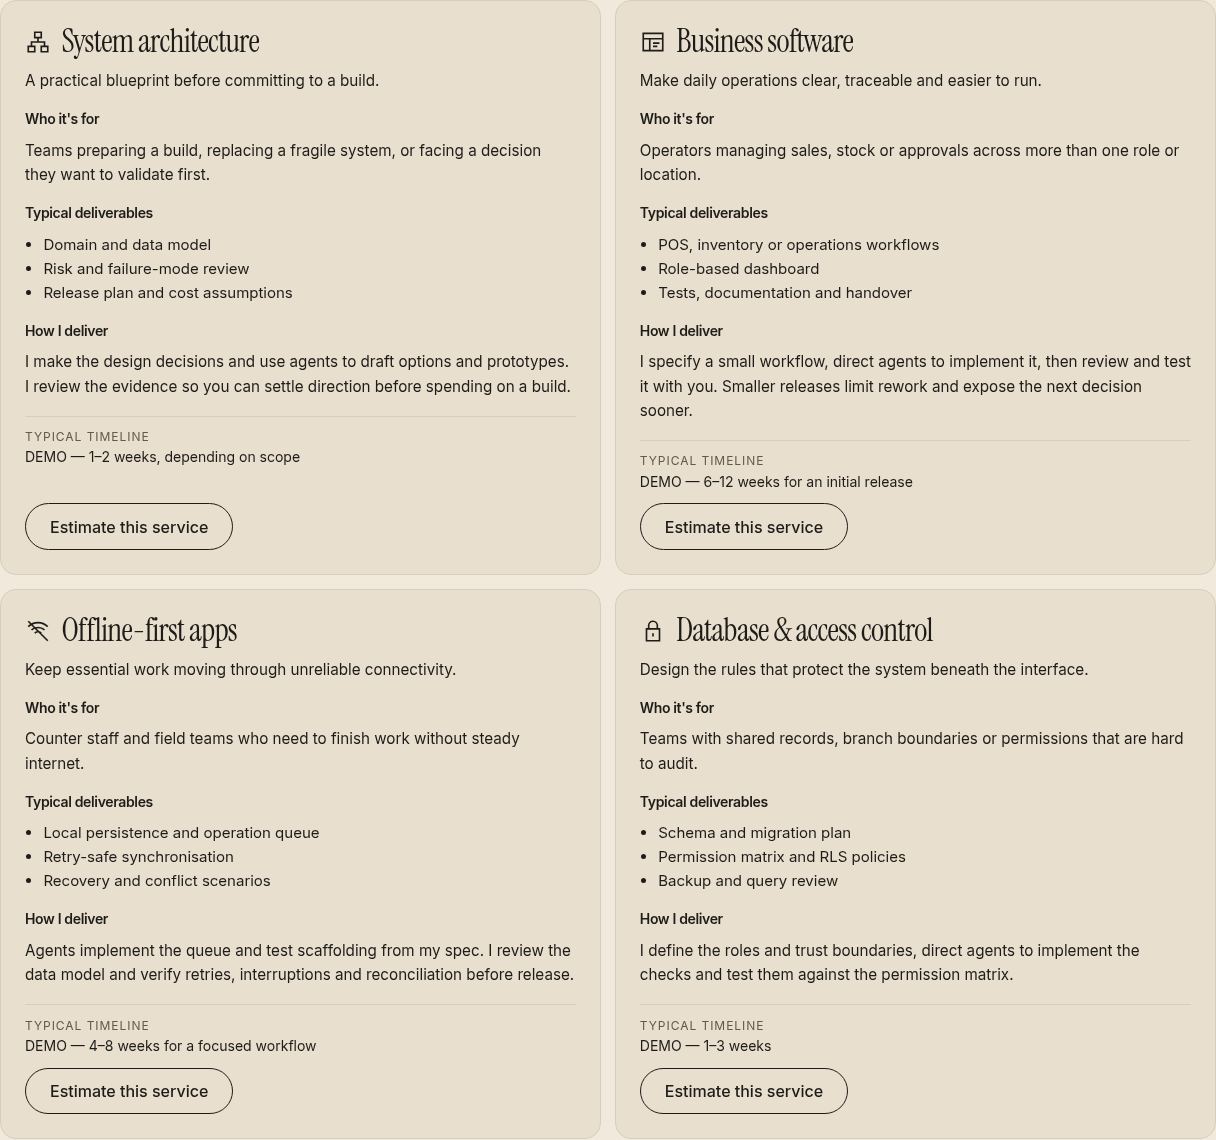 System architecture
A practical blueprint before committing to a build.
Who it's for
Teams preparing a build, replacing a fragile system, or facing a decision
they want to validate first.
Typical deliverables
• Domain and data model
• Risk and failure-mode review
• Release plan and cost assumptions
How I deliver
I make the design decisions and use agents to draft options and prototypes.
I review the evidence so you can settle direction before spending on a build.
TYPICAL TIMELINE
DEMO — 1–2 weeks, depending on scope
Estimate this service
Business software
Make daily operations clear, traceable and easier to run.
Who it's for
Operators managing sales, stock or approvals across more than one role or
location.
Typical deliverables
• POS, inventory or operations workflows
• Role-based dashboard
• Tests, documentation and handover
How I deliver
I specify a small workflow, direct agents to implement it, then review and test
it with you. Smaller releases limit rework and expose the next decision
sooner.
TYPICAL TIMELINE
DEMO — 6–12 weeks for an initial release
Estimate this service
Offline-first apps
Keep essential work moving through unreliable connectivity.
Who it's for
Counter staff and field teams who need to finish work without steady
internet.
Typical deliverables
• Local persistence and operation queue
• Retry-safe synchronisation
• Recovery and conflict scenarios
How I deliver
Agents implement the queue and test scaffolding from my spec. I review the
data model and verify retries, interruptions and reconciliation before release.
TYPICAL TIMELINE
DEMO — 4–8 weeks for a focused workflow
Estimate this service
Database & access control
Design the rules that protect the system beneath the interface.
Who it's for
Teams with shared records, branch boundaries or permissions that are hard
to audit.
Typical deliverables
• Schema and migration plan
• Permission matrix and RLS policies
• Backup and query review
How I deliver
I define the roles and trust boundaries, direct agents to implement the
checks and test them against the permission matrix.
TYPICAL TIMELINE
DEMO — 1–3 weeks
Estimate this service